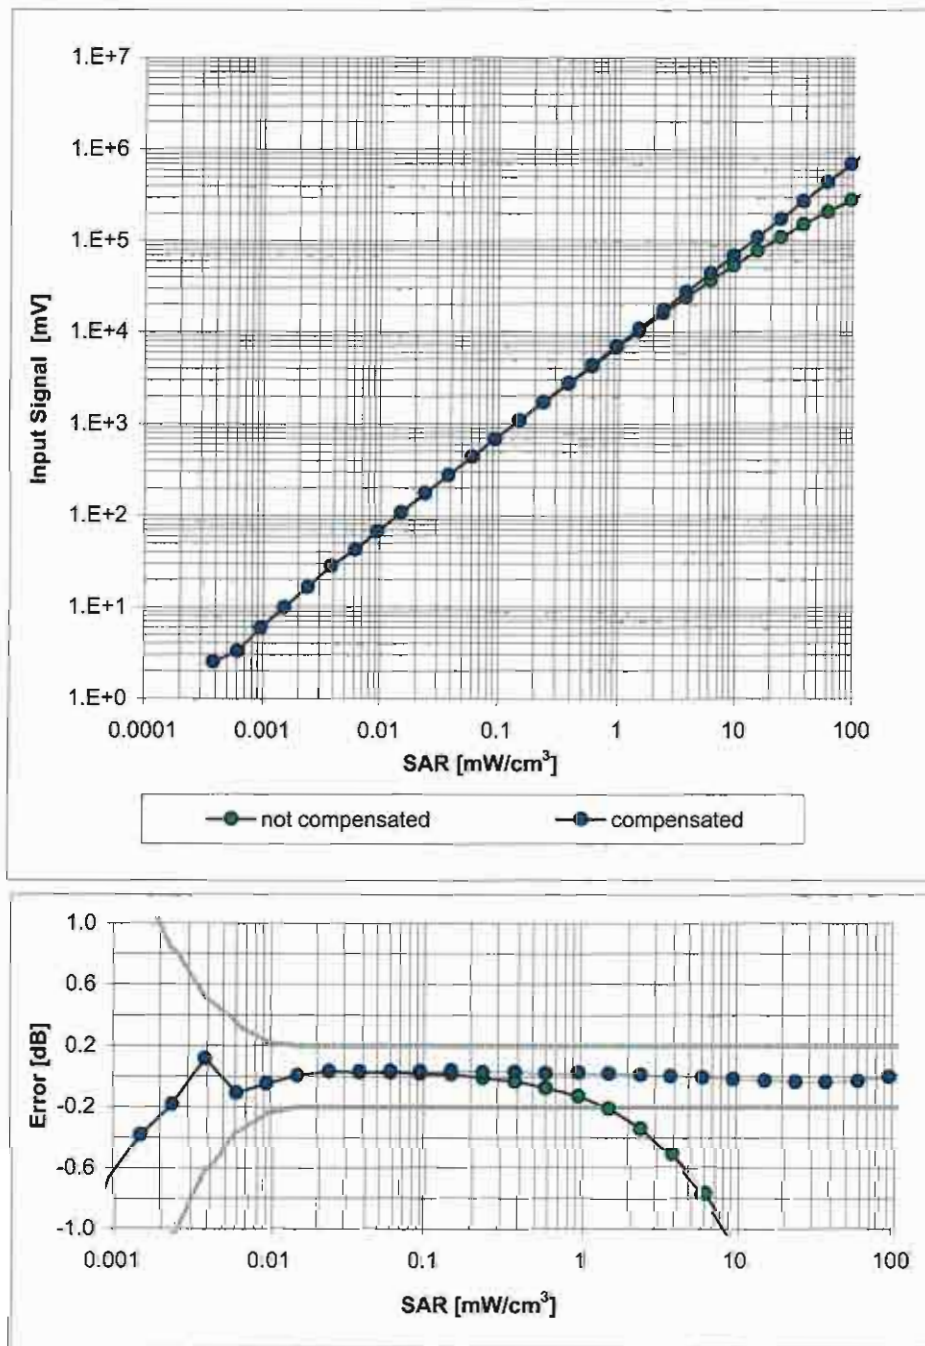 1.E+7
1.E+6
1.E+5
1.E+4
1.E+3
1.E+2
1.E+1
1.E+0
Input Signal [mV]
0.0001 0.001 0.01 0.1 1 10 100
SAR [mW/cm³]
not compensated compensated
1.0
0.6
0.2
-0.2
-0.6
-1.0
Error [dB]
0.001 0.01 0.1 1 10 100
SAR [mW/cm³]